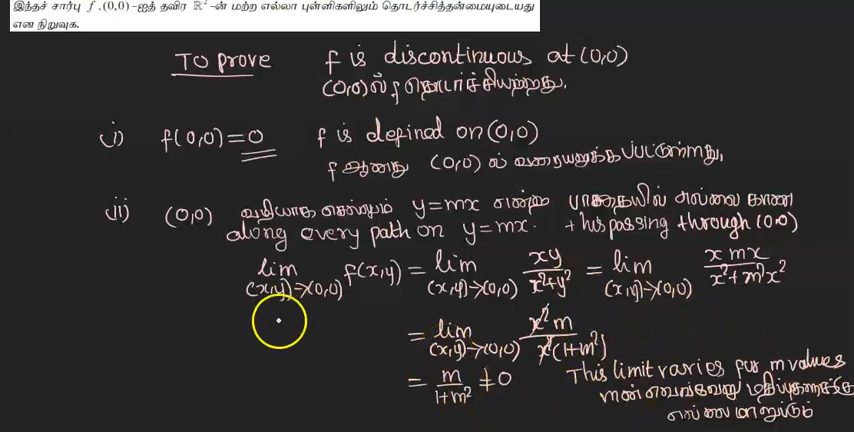 இந்தச் சார்பு f ,(0,0)-ஐத் தவிர ℝ²-ன் மற்ற எல்லா புள்ளிகளிலும் தொடர்ச்சித்தன்மையுடையது
என நிறுவுக.
To prove f is discontinuous at (0,0)
(0,0)ல் f தொடர்ச்சியற்றது.
i) f(0,0) = 0 f is defined on (0,0)
f ஆனது (0,0) ல் வரையறுக்கப்பட்டுள்ளது,
ii) (0,0) வழியாக செல்லும் y=mx என்ற பாதையில் எல்லை காண
along every path on y=mx. this passing through (0,0)
lim (x,y)→(0,0) f(x,y) = lim (x,y)→(0,0) xy/x²+y² = lim (x,y)→(0,0) x mx/x²+m²x²
= lim (x,y)→(0,0) x²m/x²(1+m²)
= m/1+m² ≠ 0 This limit varies for m values
மதிப்புகளுக்கு
எல்லை மாறுபடும்